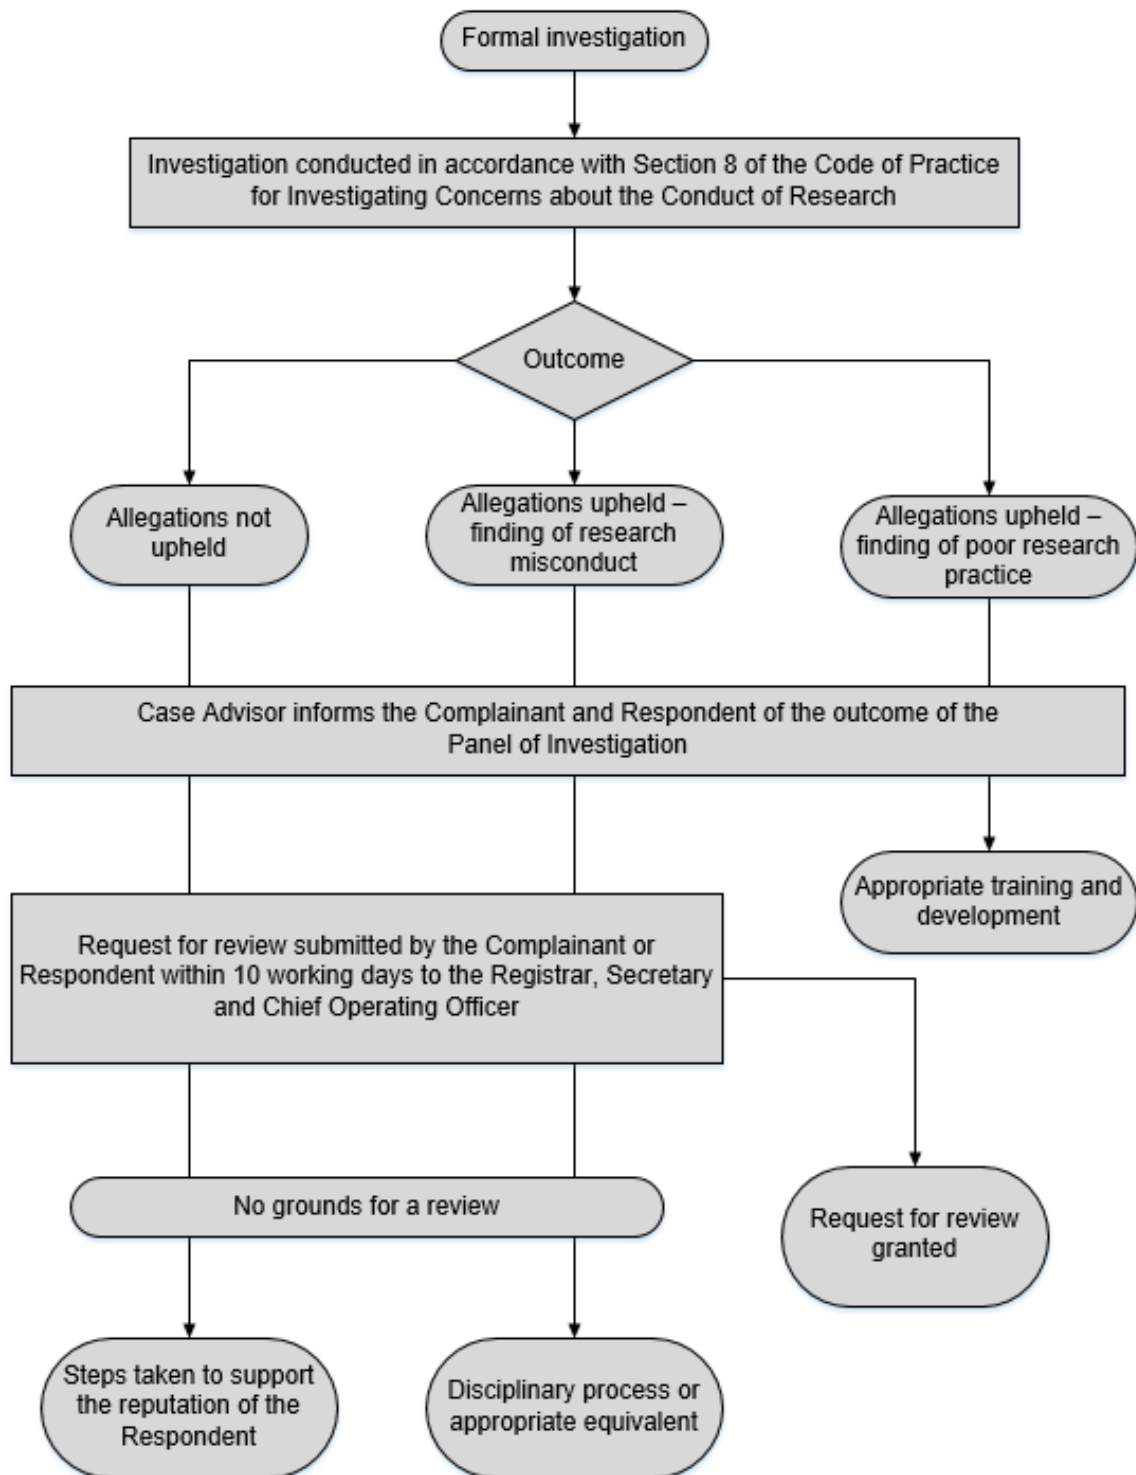 Formal investigation
Investigation conducted in accordance with Section 8 of the Code of Practice
for Investigating Concerns about the Conduct of Research
Outcome
Allegations not
upheld
Allegations upheld –
finding of research
misconduct
Allegations upheld –
finding of poor research
practice
Case Advisor informs the Complainant and Respondent of the outcome of the
Panel of Investigation
Appropriate training and
development
Request for review submitted by the Complainant or
Respondent within 10 working days to the Registrar, Secretary
and Chief Operating Officer
No grounds for a review
Request for review
granted
Steps taken to support
the reputation of the
Respondent
Disciplinary process or
appropriate equivalent